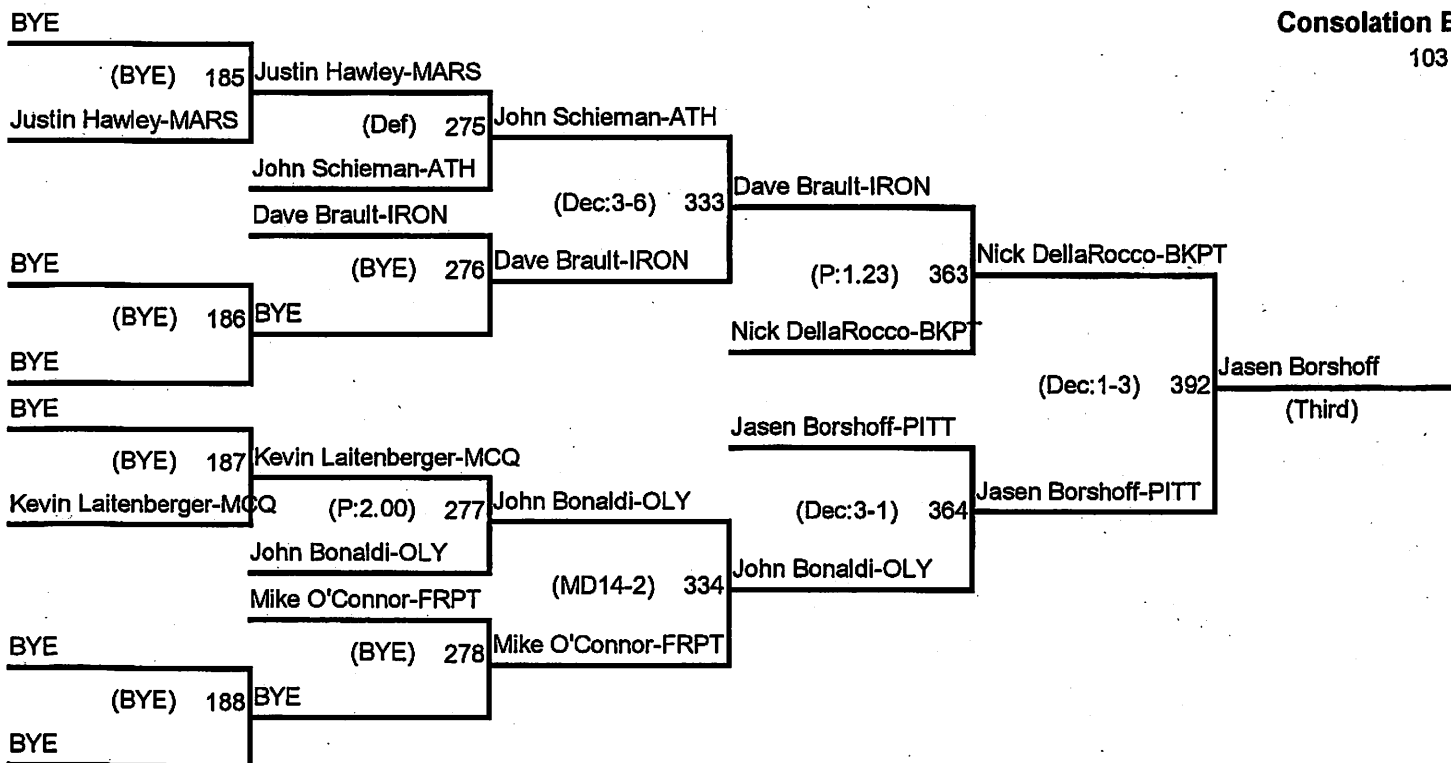 BYE
Consolation
103
(BYE) 185 Justin Hawley-MARS
Justin Hawley-MARS
(Def) 275 John Schieman-ATH
John Schieman-ATH
Dave Brault-IRON
(Dec:3-6) 333
Dave Brault-IRON
BYE
(BYE) 276 Dave Brault-IRON
(P:1.23) 363 Nick DellaRocco-BKPT
(BYE) 186 BYE
Nick DellaRocco-BKPT
BYE
(Dec:1-3) 392 Jasen Borshoff
(Third)
BYE
Jasen Borshoff-PITT
(BYE) 187 Kevin Laitenberger-MCQ
Kevin Laitenberger-MCQ
(P:2.00) 277 John Bonaldi-OLY
(Dec:3-1) 364 Jasen Borshoff-PITT
John Bonaldi-OLY
(MD14-2) 334 John Bonaldi-OLY
Mike O'Connor-FRPT
BYE
(BYE) 278 Mike O'Connor-FRPT
(BYE) 188 BYE
BYE